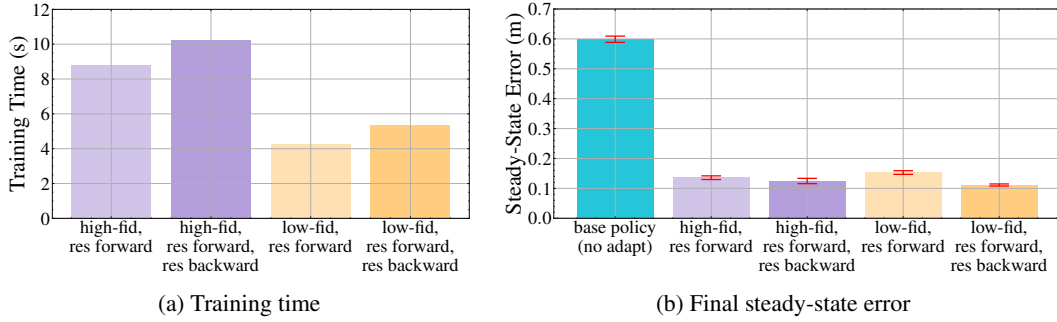 Training Time (s)
12
10
8
6
4
2
0
high-fid,
res forward
high-fid,
res forward,
res backward
low-fid,
res forward
low-fid,
res forward,
res backward
(a) Training time
Steady-State Error (m)
0.7
0.6
0.5
0.4
0.3
0.2
0.1
0.0
base policy
(no adapt)
high-fid,
res forward
high-fid,
res forward,
res backward
low-fid,
res forward
low-fid,
res forward,
res backward
(b) Final steady-state error